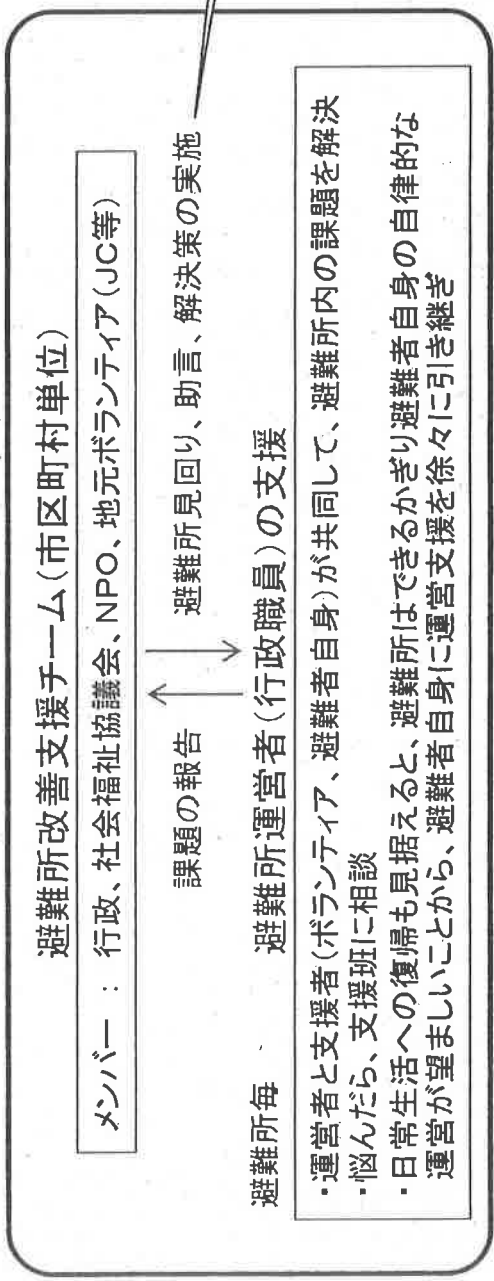 避難所改善支援チーム(市区町村単位)
メンバー : 行政、社会福祉協議会、NPO、地元ボランティア(JC等)
課題の報告
避難所見回り、助言、解決策の実施
避難所毎
避難所運営者(行政職員)の支援
・運営者と支援者(ボランティア、避難者自身)が共同して、避難所内の課題を解決
・悩んだら、支援班に相談
・日常生活への復帰も見据えると、避難所はできるかぎり避難者自身の自律的な
運営が望ましいことから、避難者自身に運営支援を徐々に引き継ぎ